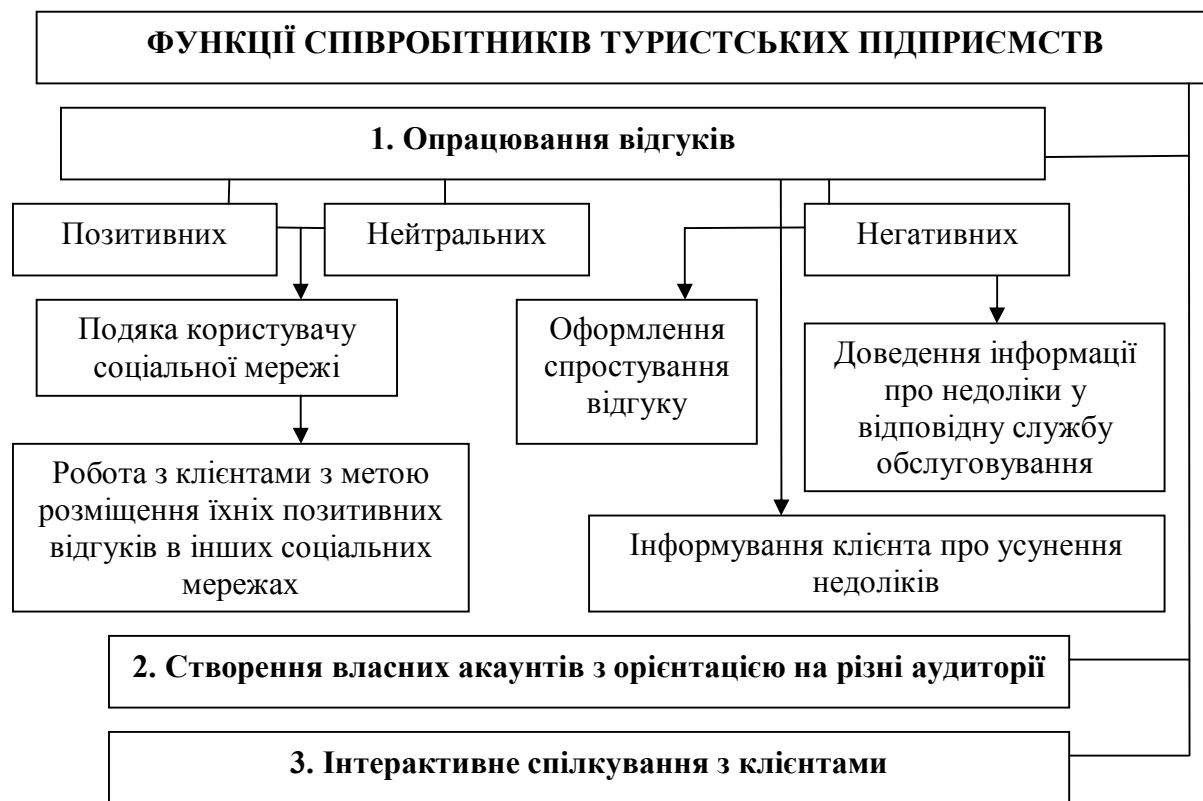 ФУНКЦІЇ СПІВРОБІТНИКІВ ТУРИСТСЬКИХ ПІДПРИЄМСТВ
1. Опрацювання відгуків
Позитивних
Нейтральних
Негативних
Подяка користувачу
соціальної мережі
Оформлення
спростування
відгуку
Доведення інформації
про недоліки у
відповідну службу
обслуговування
Робота з клієнтами з метою
розміщення їхніх позитивних
відгуків в інших соціальних
мережах
Інформування клієнта про усунення
недоліків
2. Створення власних акаунтів з орієнтацією на різні аудиторії
3. Інтерактивне спілкування з клієнтами